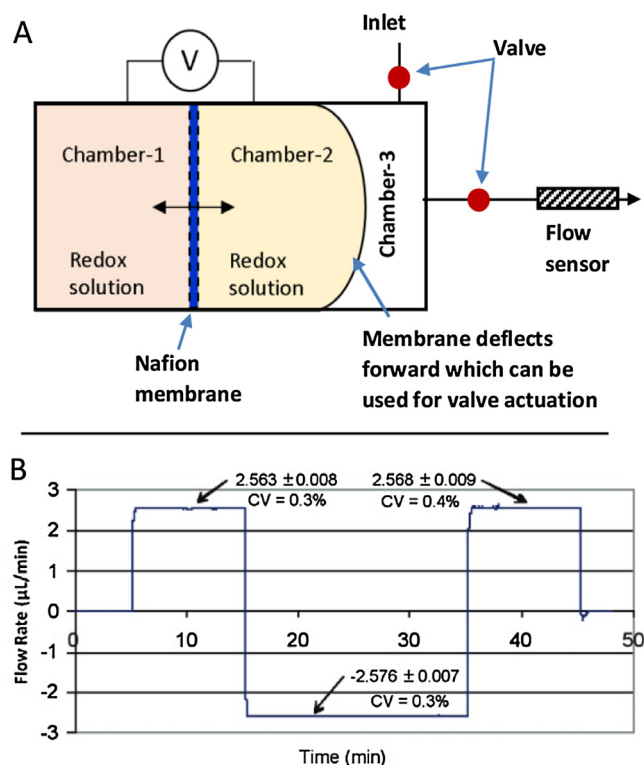 A
V
Inlet
Valve
Chamber-1
Chamber-2
Chamber-3
Redox
solution
Redox
solution
Flow
sensor
Nafion
membrane
Membrane deflects
forward which can be
used for valve actuation
B
2.563 ± 0.008
CV = 0.3%
2.568 ± 0.009
CV = 0.4%
3
2
1
0
-1
-2
-3
Flow Rate (µL/min)
0 10 20 30 40 50
-2.576 ± 0.007
CV = 0.3%
Time (min)